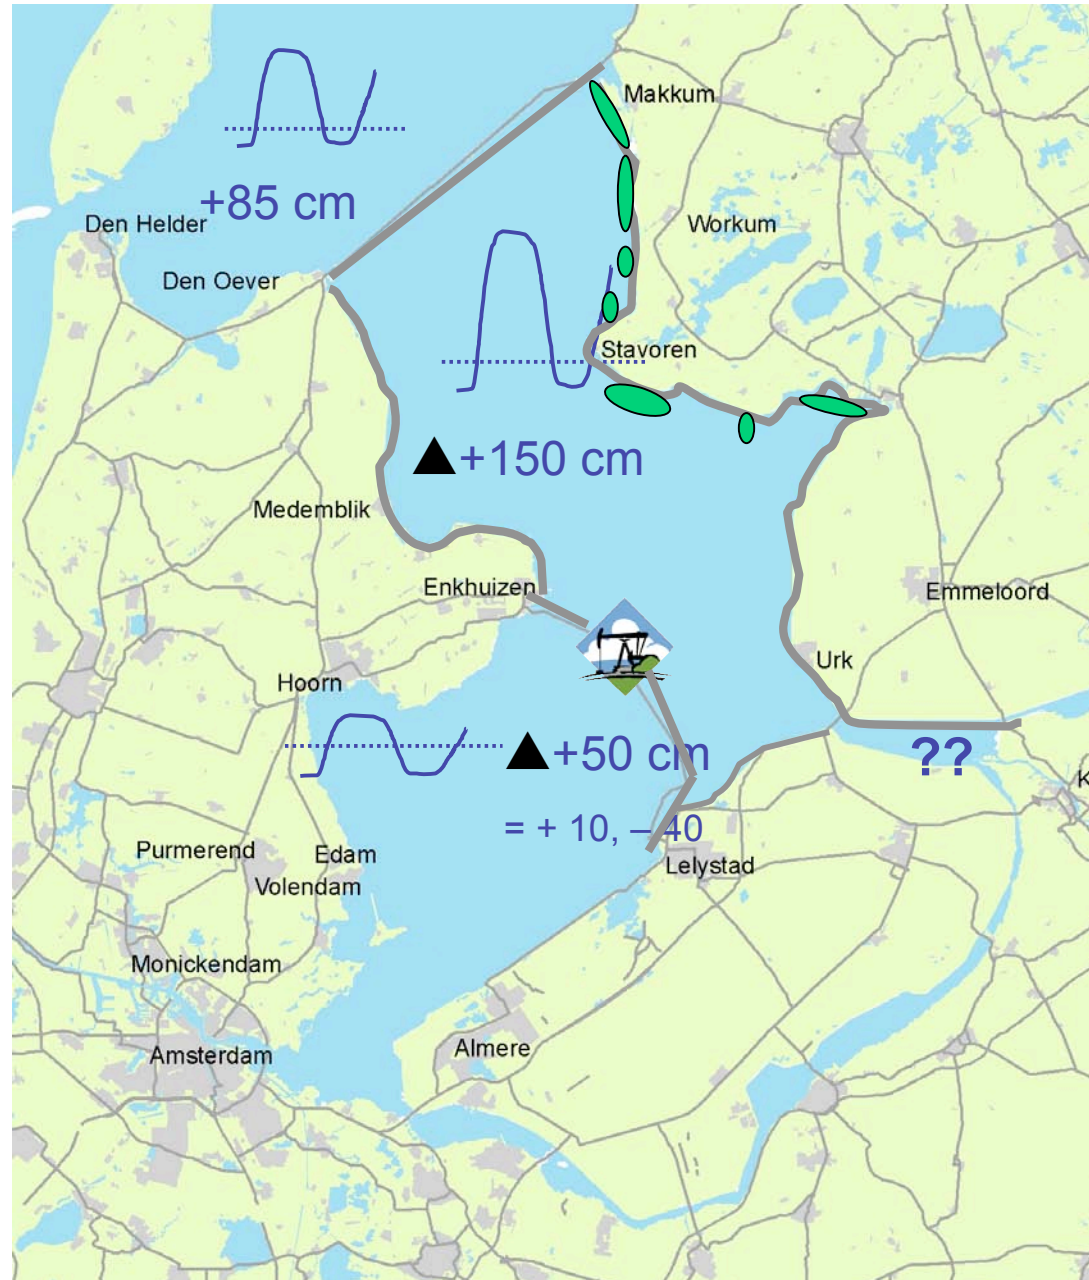 Makkum
+85 cm
Den Helder
Workum
Den Oever
Stavoren
▲+150 cm
Medemblik
Enkhuizen
Emmeloord
Urk
Hoorn
▲+50 cm
??
K
= + 10, – 40
Purmerend
Edam
Lelystad
Volendam
Monickendam
Almere
Amsterdam